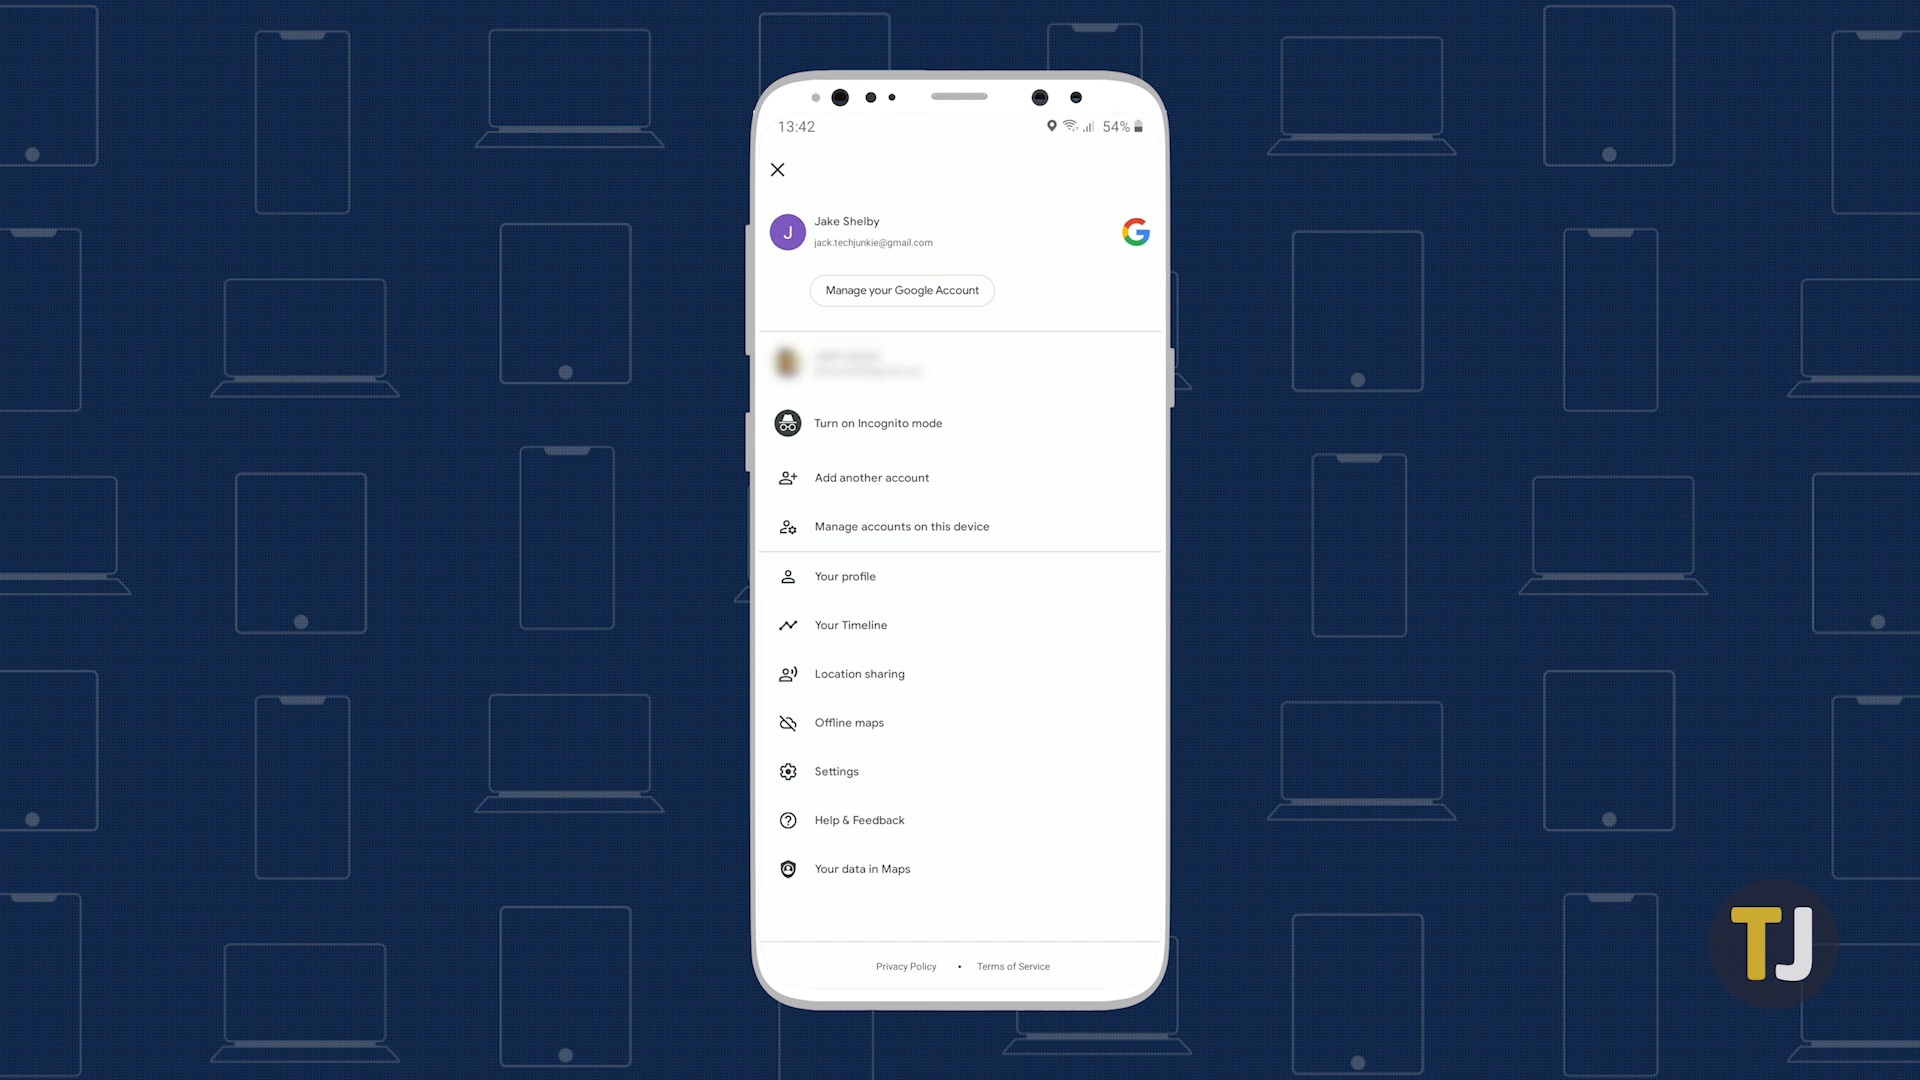 13:42
54%
Jake Shelby
J
jack.techjunkie@gmail.com
Manage your Google Account
Turn on Incognito mode
Add another account
Manage accounts on this device
Your profile
Your Timeline
Location sharing
Offline maps
Settings
Help & Feedback
Your data in Maps
Privacy Policy • Terms of Service
TJ